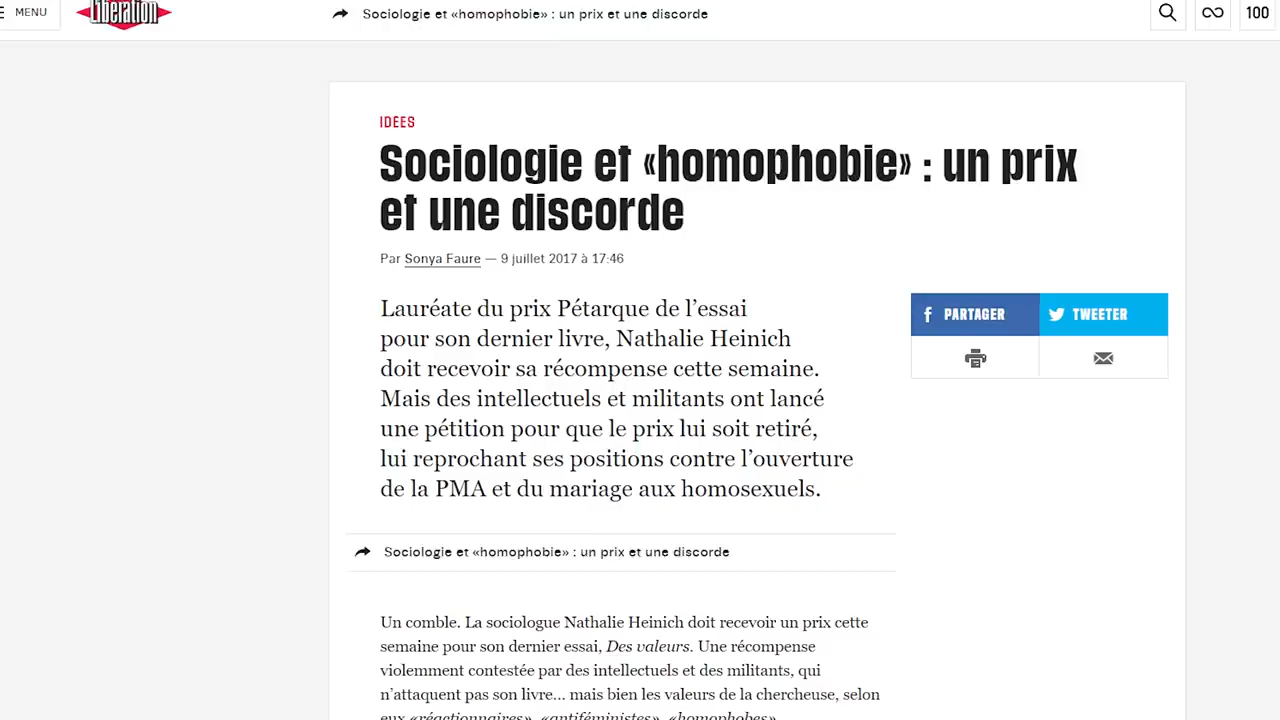 MENU
Libération
Sociologie et «homophobie» : un prix et une discorde
100
IDÉES
Sociologie et «homophobie» : un prix
et une discorde
Par Sonya Faure — 9 juillet 2017 à 17:46
Lauréate du prix Pétarque de l’essai
pour son dernier livre, Nathalie Heinich
doit recevoir sa récompense cette semaine.
Mais des intellectuels et militants ont lancé
une pétition pour que le prix lui soit retiré,
lui reprochant ses positions contre l’ouverture
de la PMA et du mariage aux homosexuels.
PARTAGER
TWEETER
Sociologie et «homophobie» : un prix et une discorde
Un comble. La sociologue Nathalie Heinich doit recevoir un prix cette
semaine pour son dernier essai, Des valeurs. Une récompense
violemment contestée par des intellectuels et des militants, qui
n’attaquent pas son livre... mais bien les valeurs de la chercheuse, selon
eux «réactionnaires», «antiféministes», «homophobes».